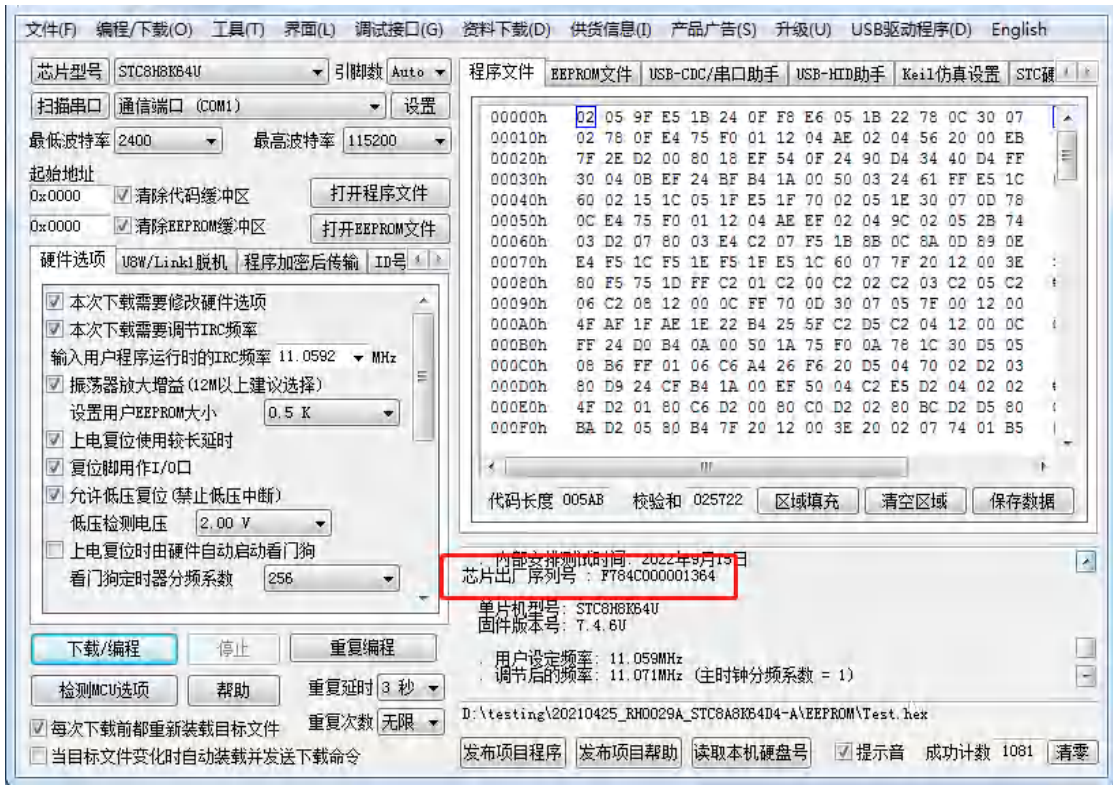 文件(F) 编程/下载(O) 工具(T) 界面(L) 调试接口(G) 资料下载(D) 供货信息(I) 产品广告(S) 升级(U) USB驱动程序(D) English
芯片型号 STC8H8K64U 引脚数 Auto
扫描串口 通信端口 (COM1) 设置
最低波特率 2400 最高波特率 115200
起始地址
0x0000 清除代码缓冲区 打开程序文件
0x0000 清除EEPROM缓冲区 打开EEPROM文件
硬件选项 U8W/Link1脱机 程序加密后传输 ID号
本次下载需要修改硬件选项
本次下载需要调节IRC频率
输入用户程序运行时的IRC频率 11.0592 MHz
振荡器放大增益(12M以上建议选择)
设置用户EEPROM大小 0.5 K
上电复位使用较长延时
复位脚用作I/O口
允许低压复位(禁止低压中断)
低压检测电压 2.00 V
上电复位时由硬件自动启动看门狗
看门狗定时器分频系数 256
下载/编程 停止 重复编程
检测MCU选项 帮助 重复延时 3 秒
每次下载前都重新装载目标文件 重复次数 无限
当目标文件变化时自动装载并发送下载命令
程序文件 EEPROM文件 USB-CDC/串口助手 USB-HID助手 Keil仿真设置 STC硬
00000h 02 05 9F E5 1B 24 0F F8 E6 05 1B 22 78 0C 30 07
00010h 02 78 0F E4 75 F0 01 12 04 AE 02 04 56 20 00 EB
00020h 7F 2E D2 00 80 18 EF 54 0F 24 90 D4 34 40 D4 FF
00030h 30 04 0B EF 24 BF B4 1A 00 50 03 24 61 FF E5 1C
00040h 60 02 15 1C 05 1F E5 1F 70 02 05 1E 30 07 0D 78
00050h 0C E4 75 F0 01 12 04 AE EF 02 04 9C 02 05 2B 74
00060h 03 D2 07 80 03 E4 C2 07 F5 1B 8B 0C 8A 0D 89 0E
00070h E4 F5 1C F5 1E F5 1F E5 1C 60 07 7F 20 12 00 3E
00080h 80 F5 75 1D FF C2 01 C2 00 C2 02 C2 03 C2 05 C2
00090h 06 C2 08 12 00 0C FF 70 0D 30 07 05 7F 00 12 00
000A0h 4F AF 1F AE 1E 22 B4 25 5F C2 D5 C2 04 12 00 0C
000B0h FF 24 D0 B4 0A 00 50 1A 75 F0 0A 78 1C 30 D5 05
000C0h 08 B6 FF 01 06 C6 A4 26 F6 20 D5 04 70 02 D2 03
000D0h 80 D9 24 CF B4 1A 00 EF 50 04 C2 E5 D2 04 02 02
000E0h 4F D2 01 80 C6 D2 00 80 C0 D2 02 80 BC D2 D5 80
000F0h BA D2 05 80 B4 7F 20 12 00 3E 20 02 07 74 01 B5
代码长度 005AB 校验和 025722 区域填充 清空区域 保存数据
. 内部安排测试时间: 2022年9月15日
芯片出厂序列号 : F784C000001364
单片机型号: STC8H8K64U
固件版本号: 7.4.6U
. 用户设定频率: 11.059MHz
. 调节后的频率: 11.071MHz (主时钟分频系数 = 1)
D:\testing\20210425_RH0029A_STC8A8K64D4-A\EEPROM\Test.hex
发布项目程序 发布项目帮助 读取本机硬盘号 提示音 成功计数 1081 清零